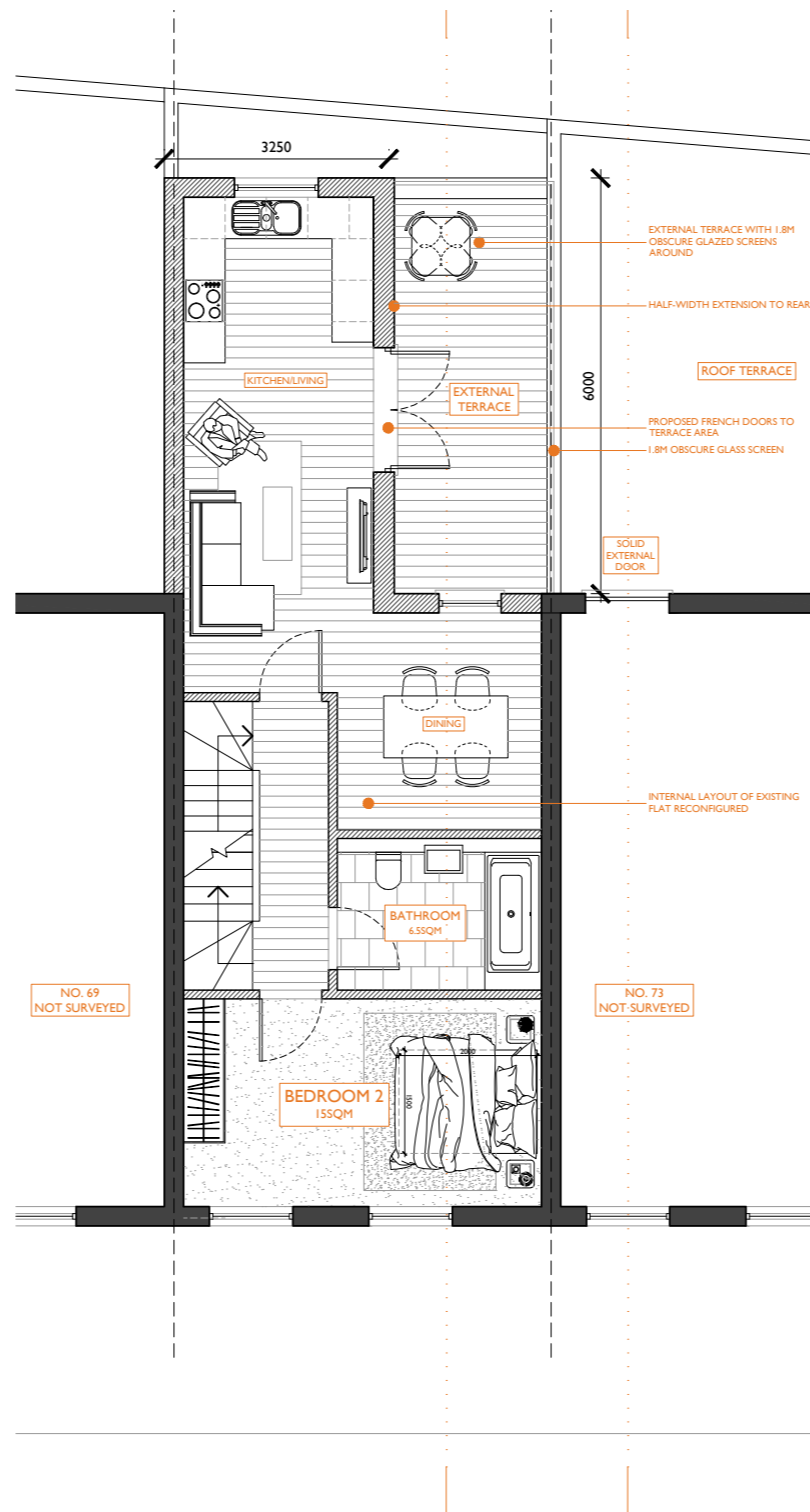 3250
EXTERNAL TERRACE WITH 1.8M
OBSCURE GLAZED SCREENS
AROUND
HALF-WIDTH EXTENSION TO REAR
ROOF TERRACE
KITCHEN/LIVING
EXTERNAL
TERRACE
6000
PROPOSED FRENCH DOORS TO
TERRACE AREA
1.8M OBSCURE GLASS SCREEN
SOLID
EXTERNAL
DOOR
DINING
INTERNAL LAYOUT OF EXISTING
FLAT RECONFIGURED
BATHROOM
6.5SQM
NO. 69
NOT SURVEYED
NO. 73
NOT SURVEYED
2000
1500
BEDROOM 2
15SQM